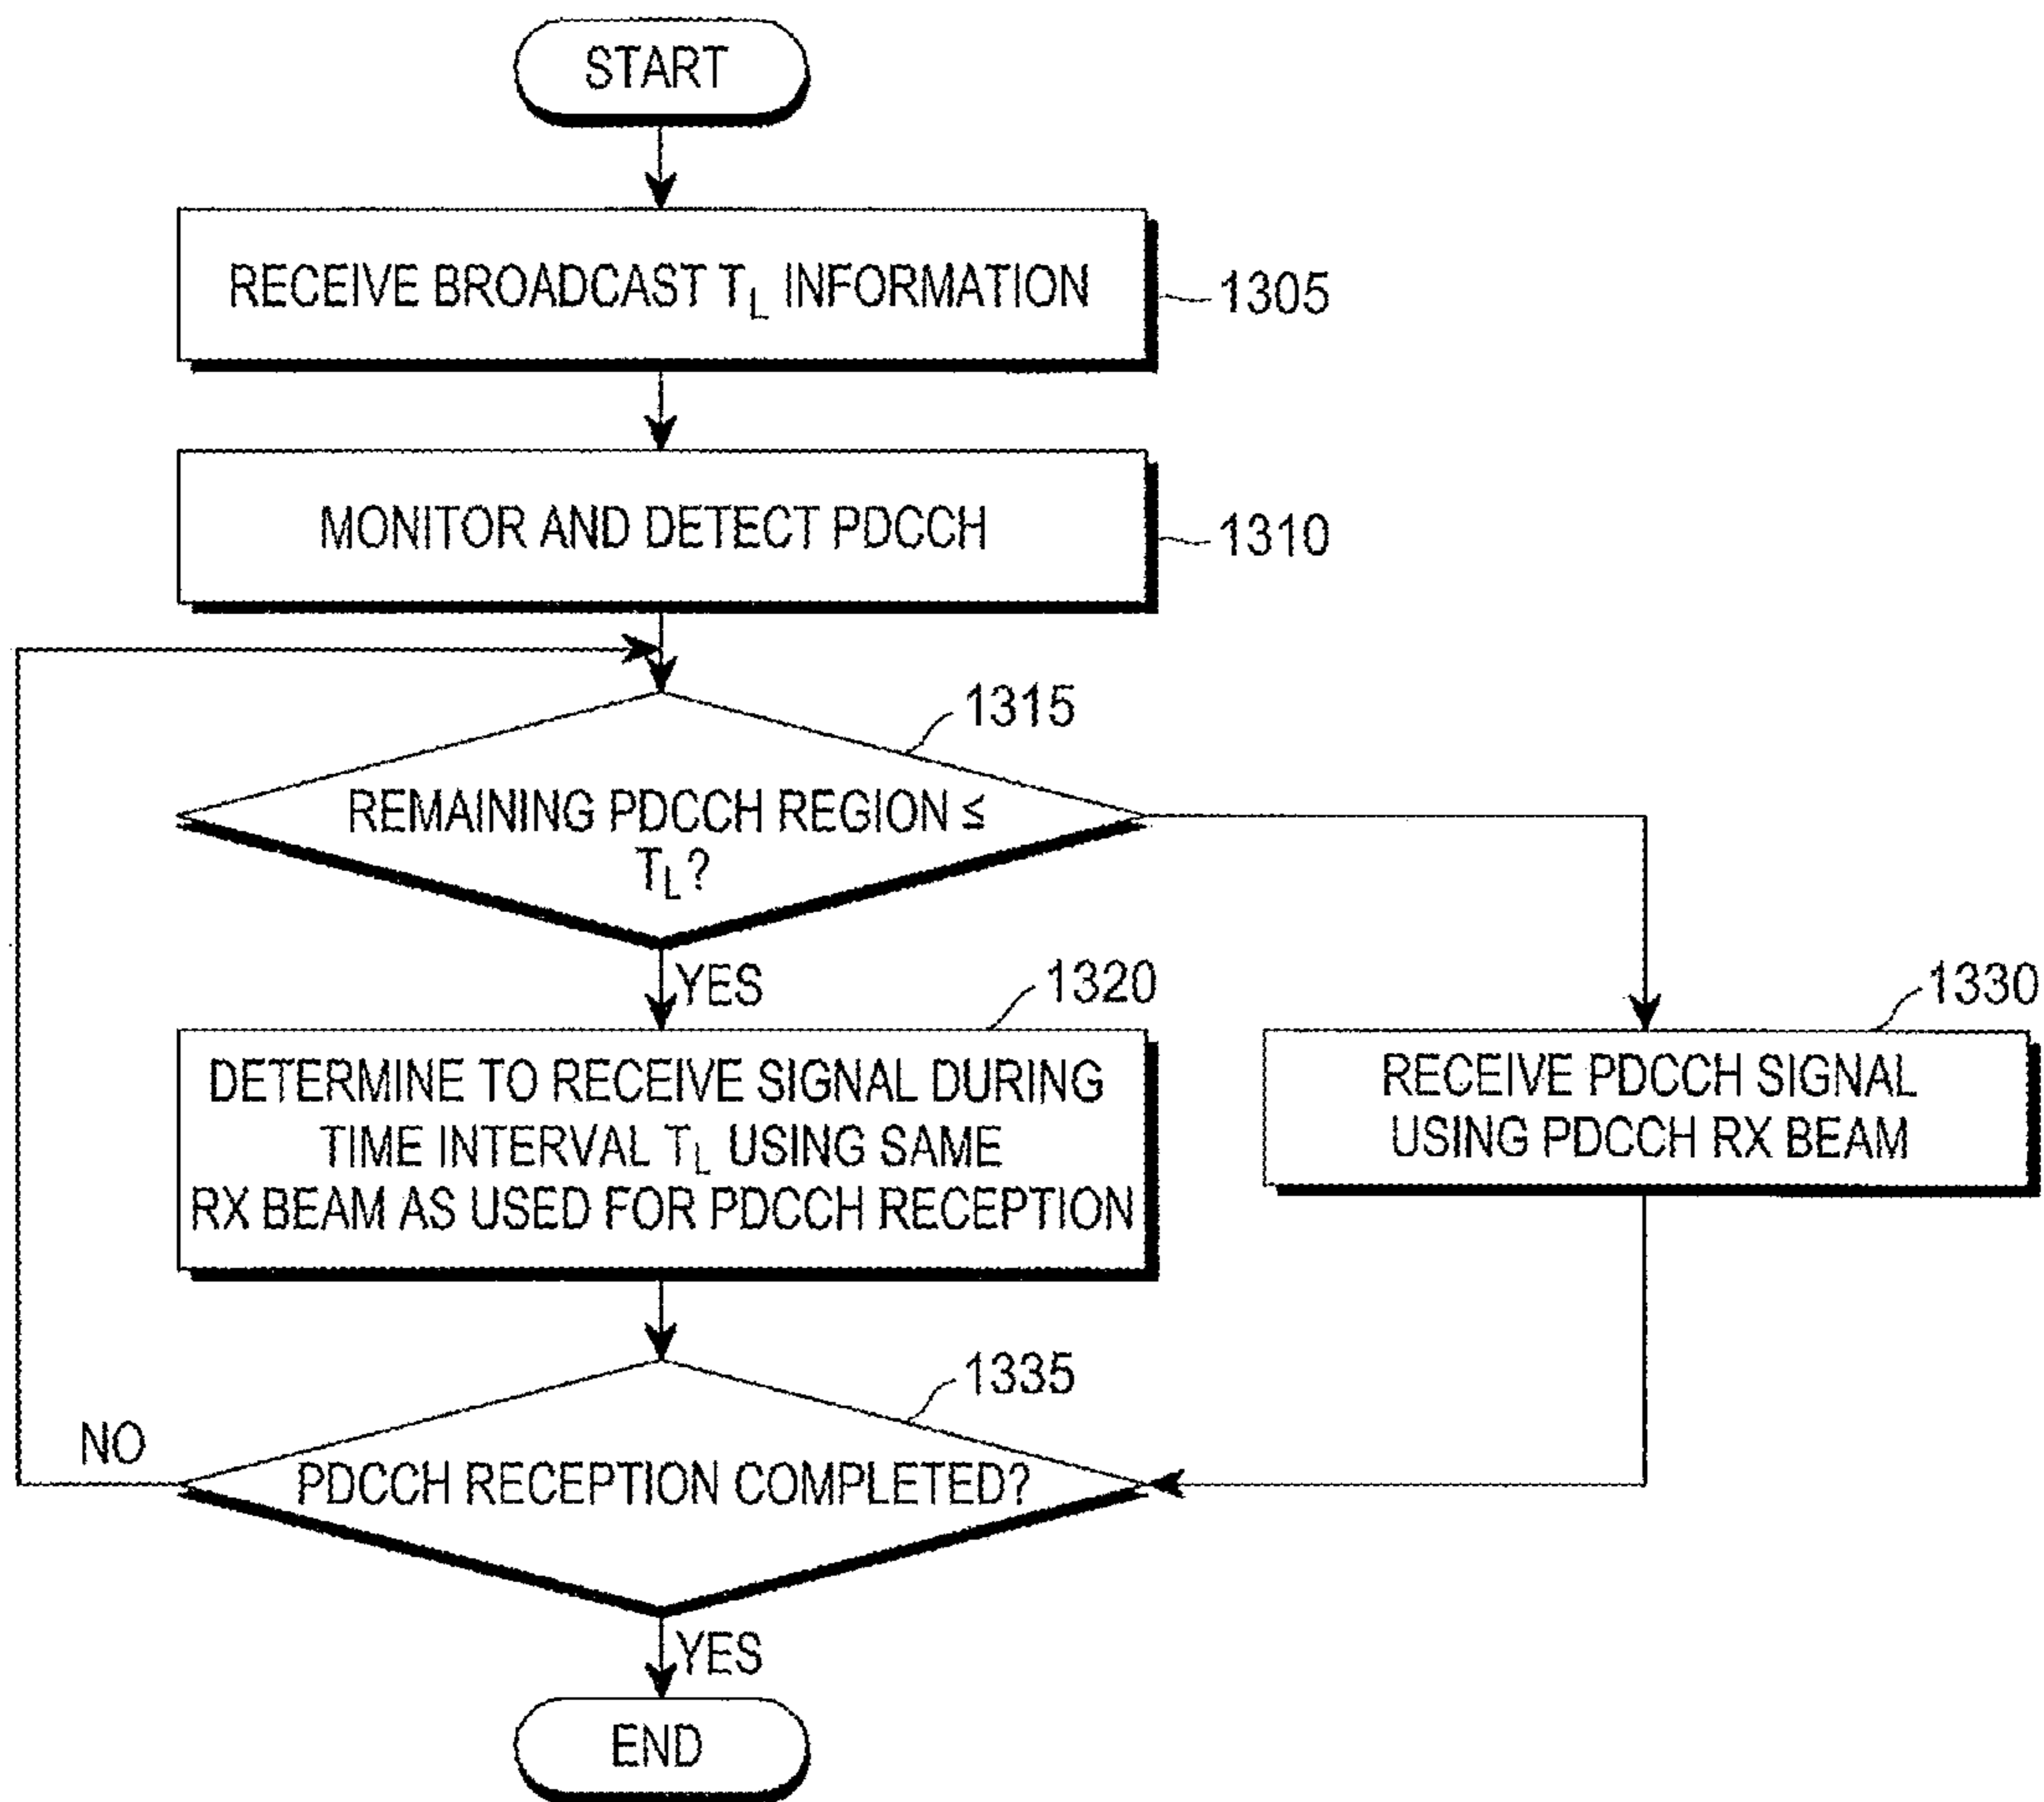 START
RECEIVE BROADCAST TL INFORMATION
1305
MONITOR AND DETECT PDCCH
1310
1315
REMAINING PDCCH REGION ≤
TL?
YES
1320
DETERMINE TO RECEIVE SIGNAL DURING
TIME INTERVAL TL USING SAME
RX BEAM AS USED FOR PDCCH RECEPTION
1330
RECEIVE PDCCH SIGNAL
USING PDCCH RX BEAM
1335
NO
PDCCH RECEPTION COMPLETED?
YES
END